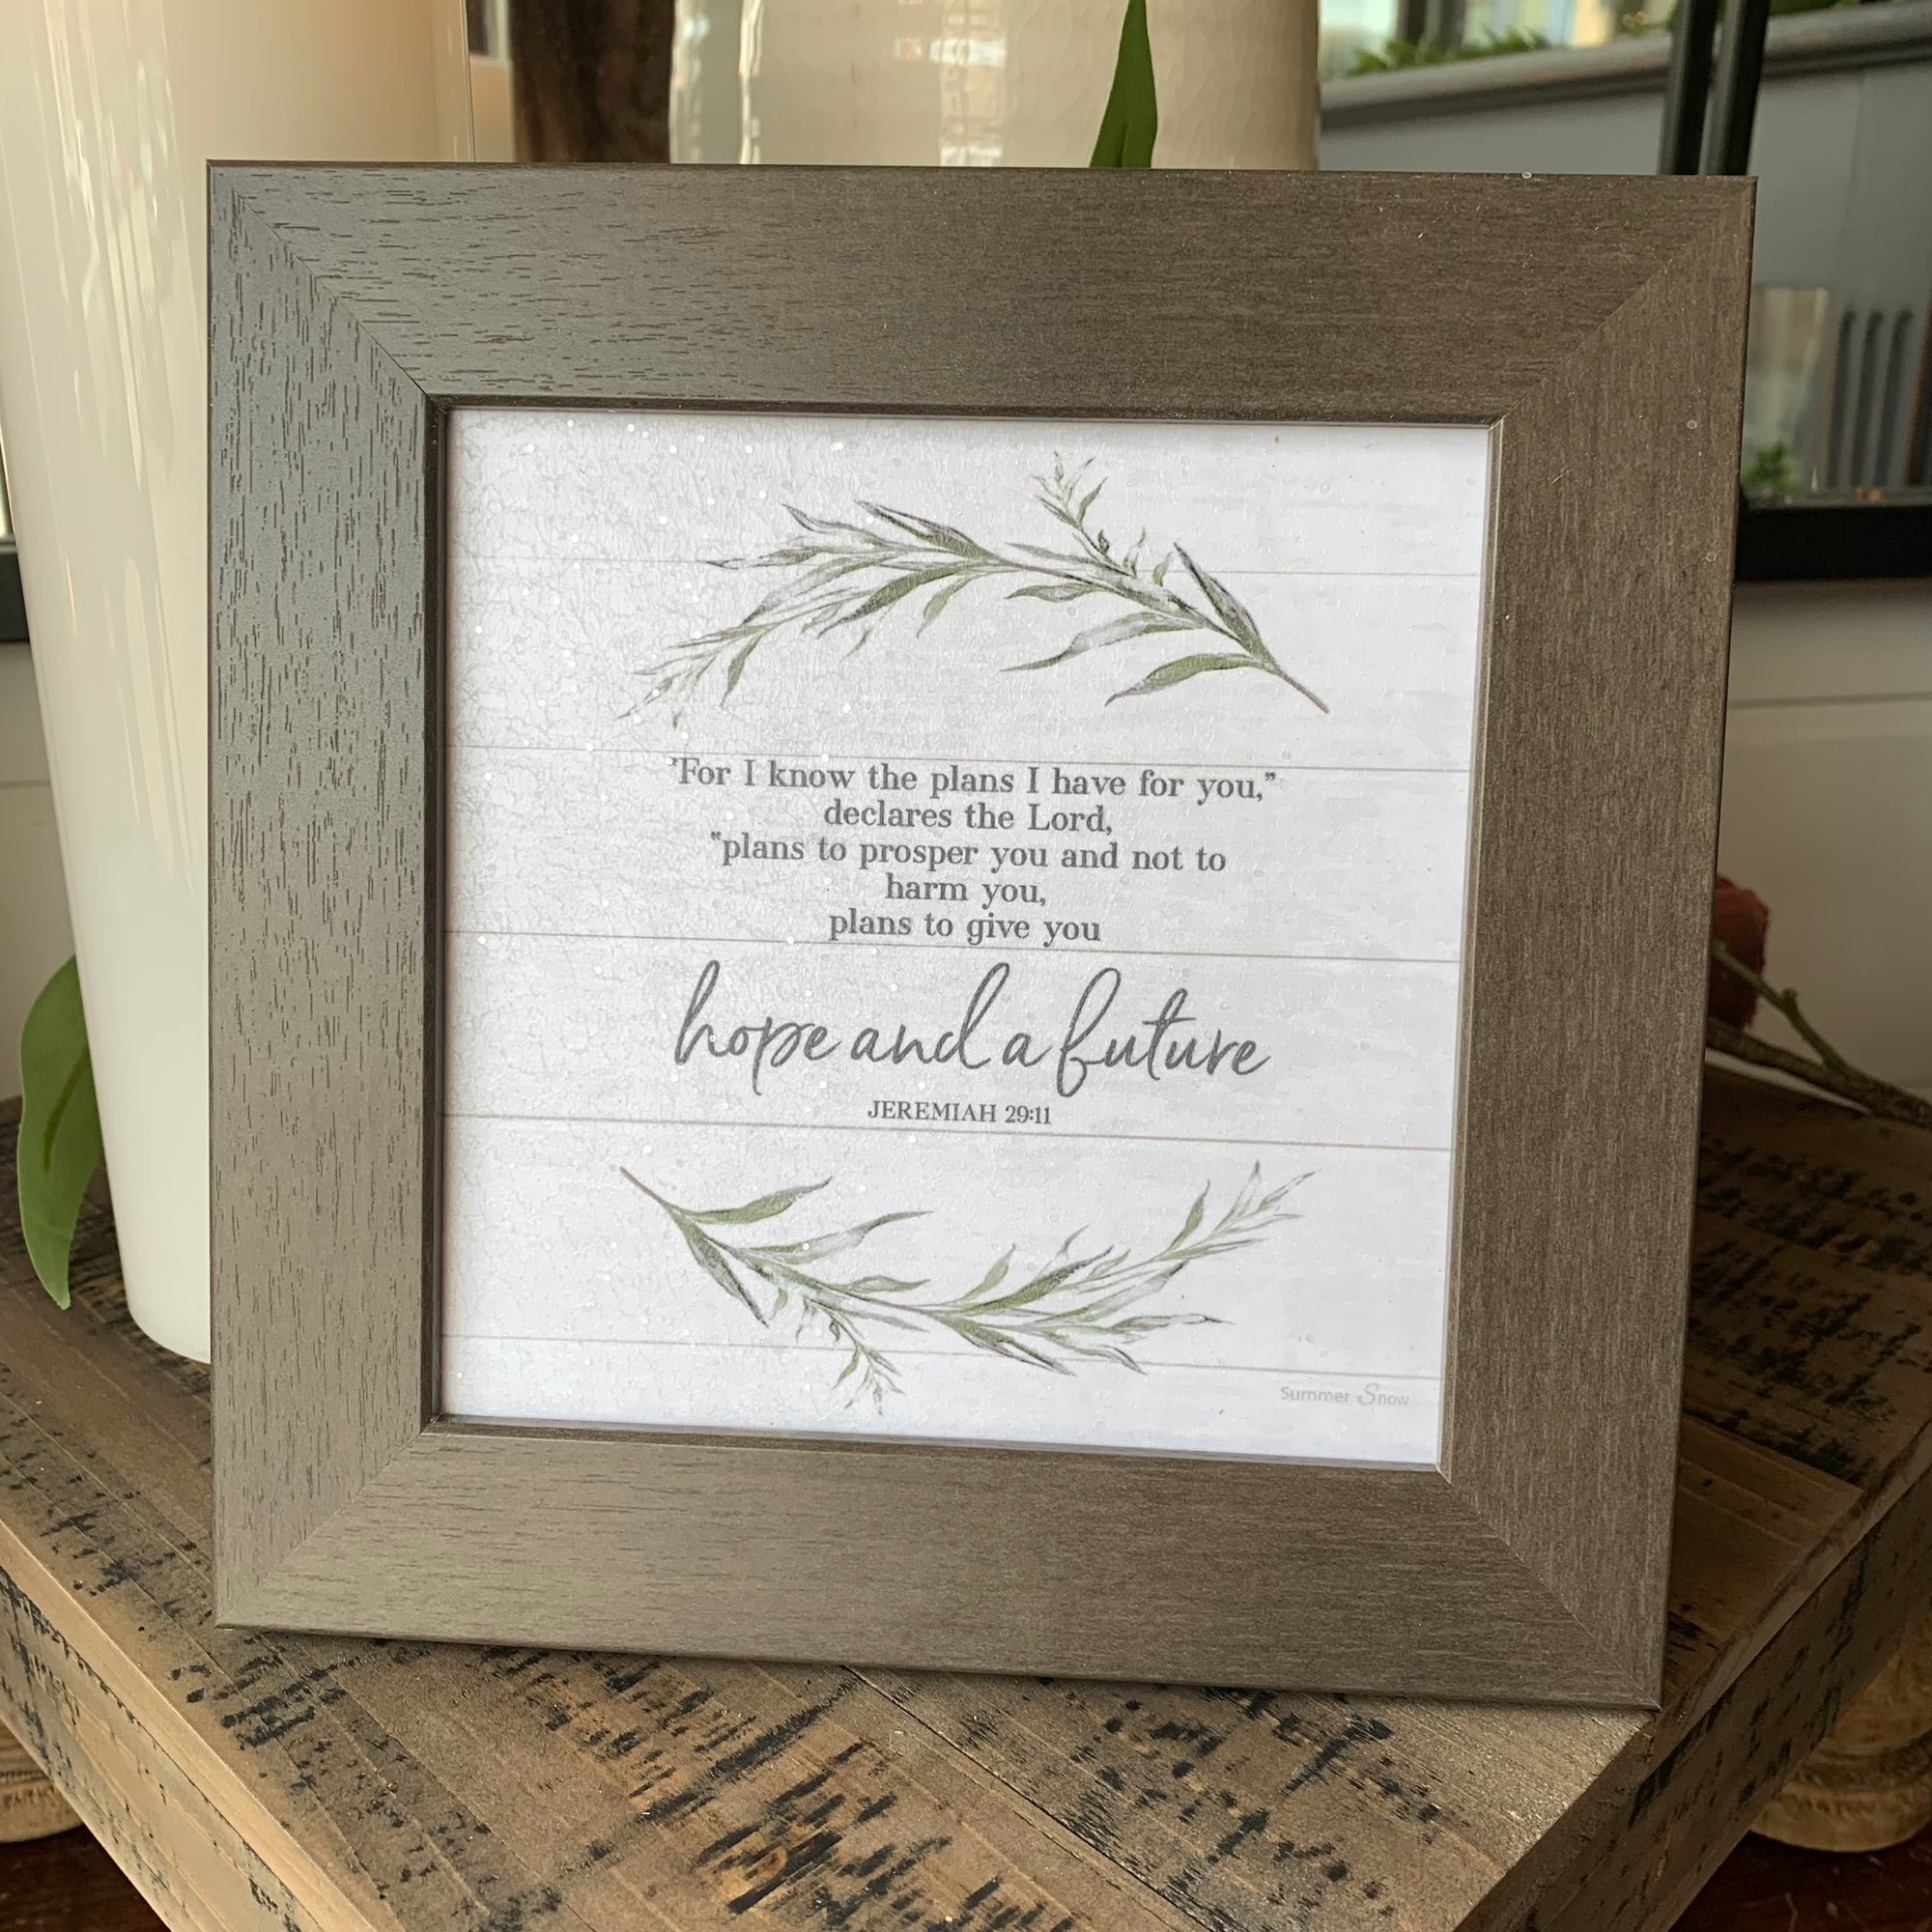 "For I know the plans I have for you,”
declares the Lord,
“plans to prosper you and not to
harm you,
plans to give you
hope and a future
JEREMIAH 29:11
Summer Snow